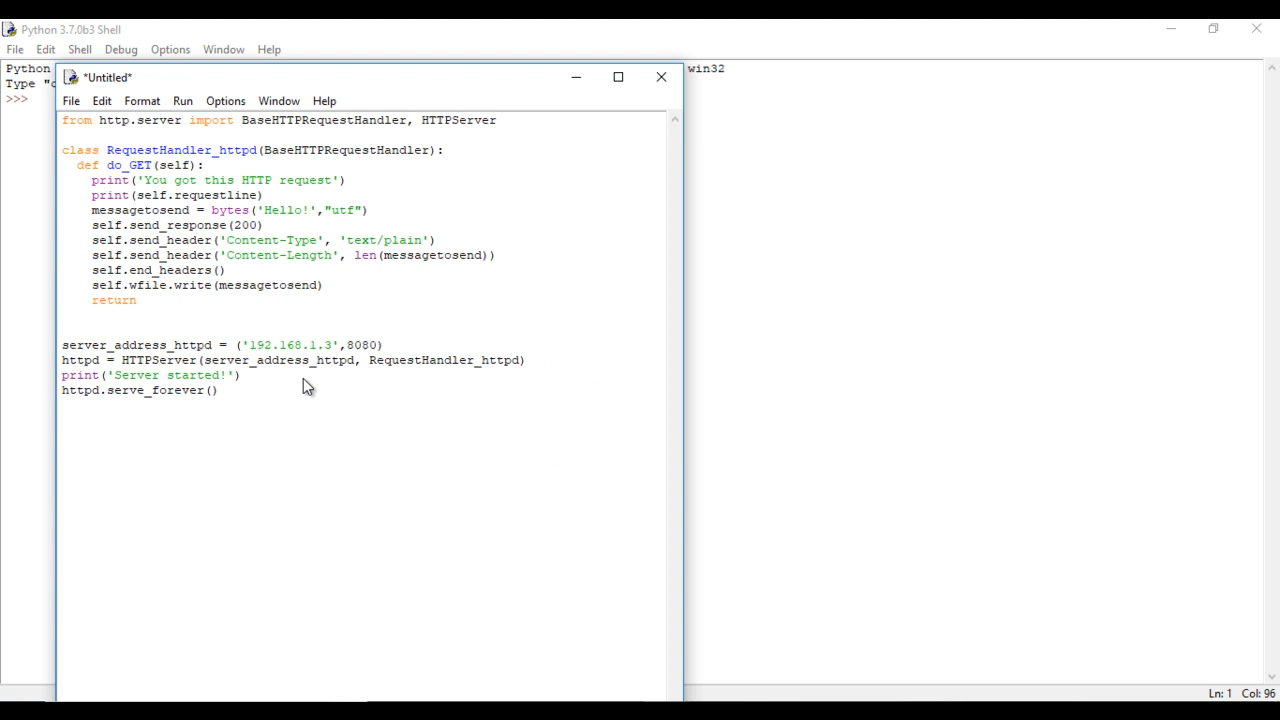 Python 3.7.0b3 Shell
File Edit Shell Debug Options Window Help
Python
win32
Type "c
>>>
*Untitled*
File Edit Format Run Options Window Help
from http.server import BaseHTTPRequestHandler, HTTPServer
class RequestHandler_httpd(BaseHTTPRequestHandler):
  def do_GET(self):
    print('You got this HTTP request')
    print(self.requestline)
    messagetosend = bytes('Hello!',"utf")
    self.send_response(200)
    self.send_header('Content-Type', 'text/plain')
    self.send_header('Content-Length', len(messagetosend))
    self.end_headers()
    self.wfile.write(messagetosend)
    return
server_address_httpd = ('192.168.1.3',8080)
httpd = HTTPServer(server_address_httpd, RequestHandler_httpd)
print('Server started!')
httpd.serve_forever()
Ln: 1 Col: 96